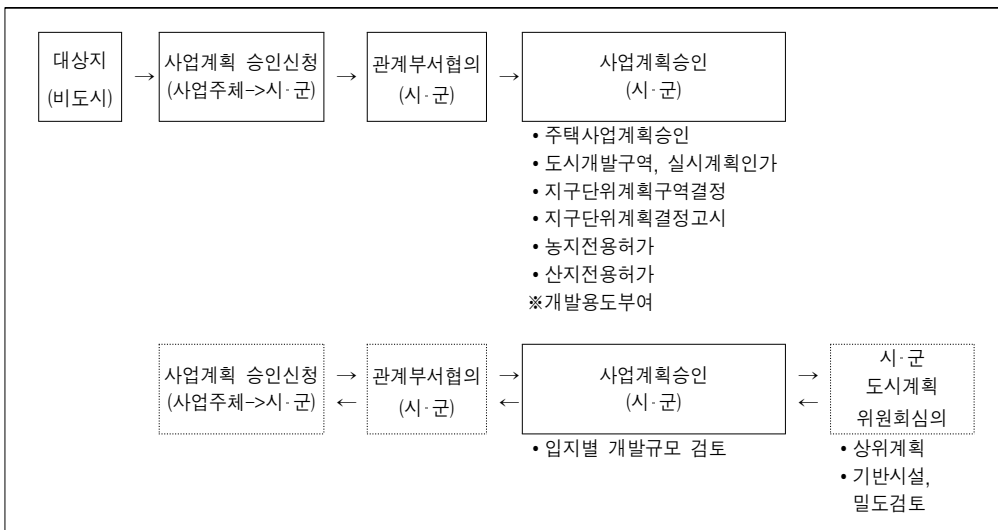 대상지
(비도시)
→
사업계획 승인신청
(사업주체->시·군)
→
관계부서협의
(시·군)
→
사업계획승인
(시·군)
• 주택사업계획승인
• 도시개발구역, 실시계획인가
• 지구단위계획구역결정
• 지구단위계획결정고시
• 농지전용허가
• 산지전용허가
※개발용도부여
사업계획 승인신청
(사업주체->시·군)
→
←
관계부서협의
(시·군)
→
←
사업계획승인
(시·군)
• 입지별 개발규모 검토
→
←
시·군
도시계획
위원회심의
• 상위계획
• 기반시설,
밀도검토